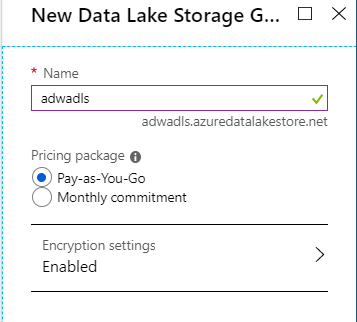 New Data Lake Storage G...
* Name
adwadls
adwadls.azuredatalakestore.net
Pricing package
Pay-as-You-Go
Monthly commitment
Encryption settings
Enabled